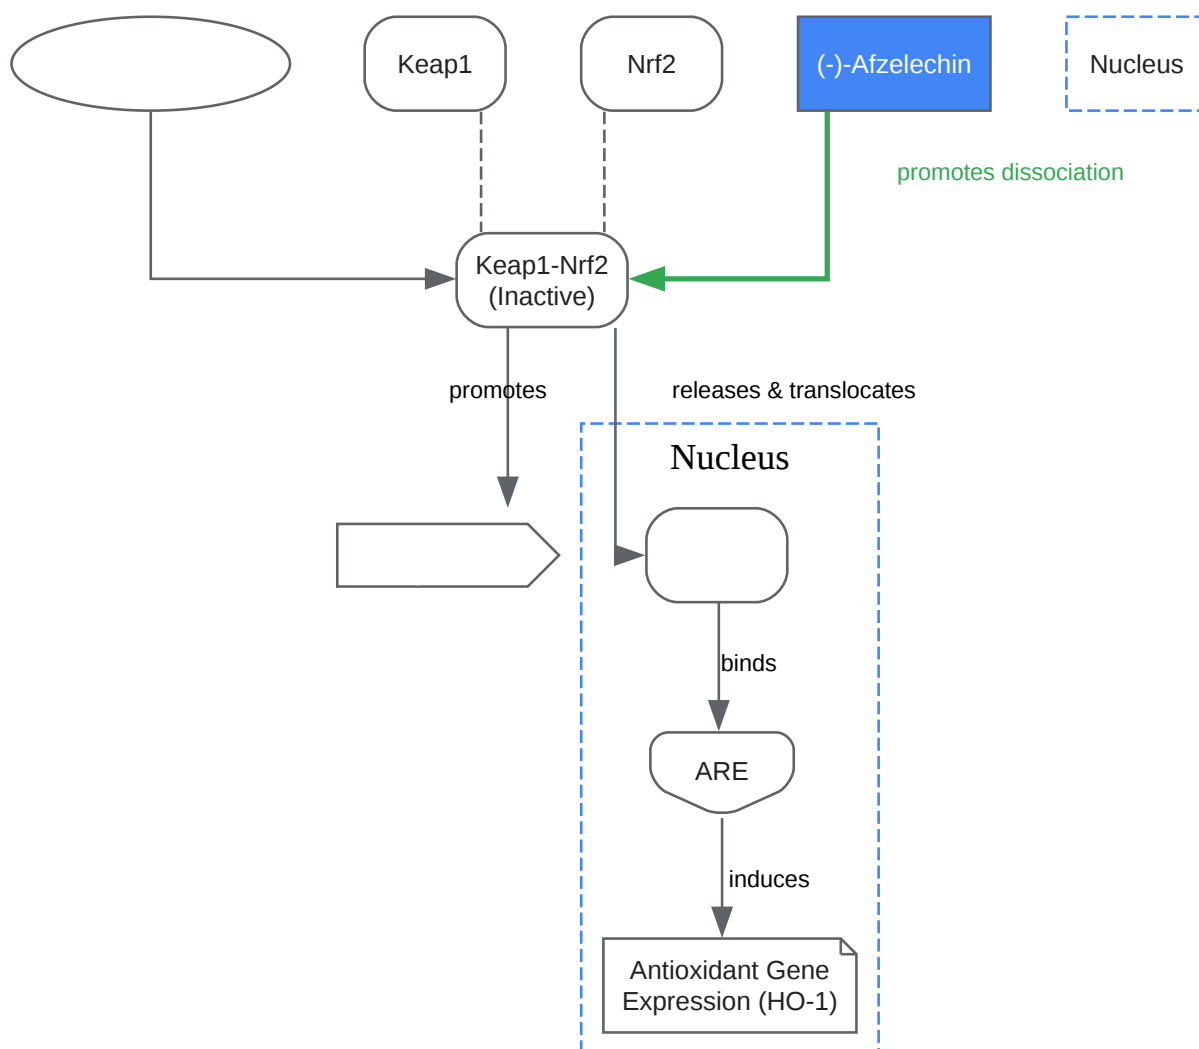 Keap1
Nrf2
(-)-Afzelechin
Nucleus
promotes dissociation
Keap1-Nrf2
(Inactive)
promotes
releases & translocates
Nucleus
binds
ARE
induces
Antioxidant Gene
Expression (HO-1)